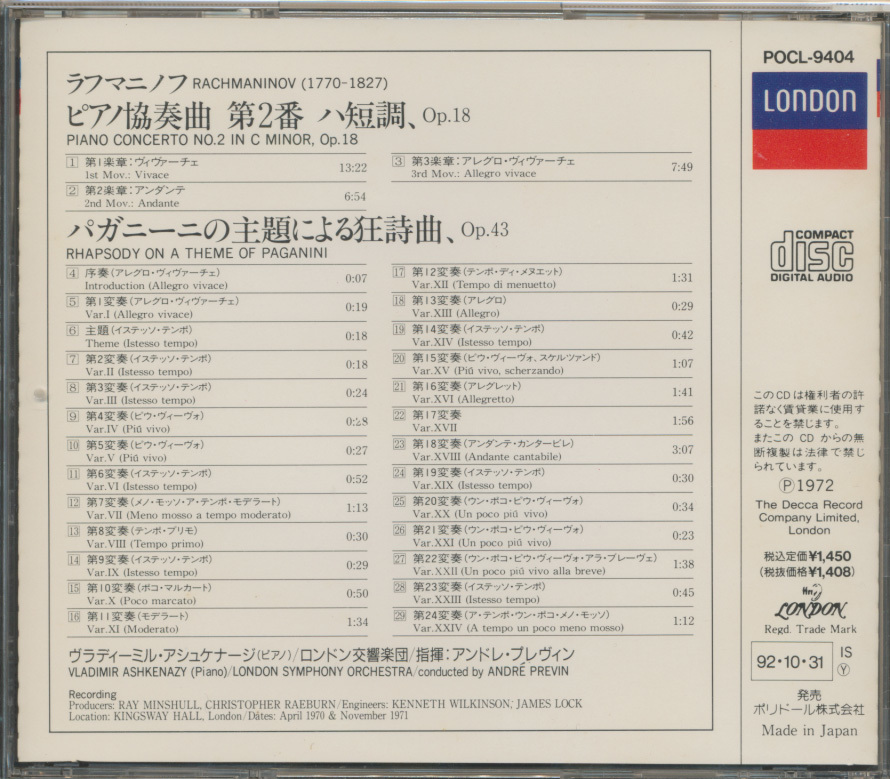 ラフマニノフ RACHMANINOV (1770-1827)
ピアノ協奏曲 第2番 ハ短調、Op.18
PIANO CONCERTO NO.2 IN C MINOR, Op.18
1 第1楽章:ヴィヴァーチェ
1st Mov.: Vivace 13:22
2 第2楽章:アンダンテ
2nd Mov.: Andante 6:54
3 第3楽章:アレグロ・ヴィヴァーチェ
3rd Mov.: Allegro vivace 7:49
パガニーニの主題による狂詩曲、Op.43
RHAPSODY ON A THEME OF PAGANINI
4 序奏(アレグロ・ヴィヴァーチェ)
Introduction (Allegro vivace) 0:07
5 第1変奏(アレグロ・ヴィヴァーチェ)
Var.I (Allegro vivace) 0:19
6 主題(イステッソ・テンポ)
Theme (Istesso tempo) 0:18
7 第2変奏(イステッソ・テンポ)
Var.II (Istesso tempo) 0:18
8 第3変奏(イステッソ・テンポ)
Var.III (Istesso tempo) 0:24
9 第4変奏(ピウ・ヴィーヴォ)
Var.IV (Piú vivo) 0:28
10 第5変奏(ピウ・ヴィーヴォ)
Var.V (Piú vivo) 0:27
11 第6変奏(イステッソ・テンポ)
Var.VI (Istesso tempo) 0:52
12 第7変奏(メノ・モッソ・ア・テンポ・モデラート)
Var.VII (Meno mosso a tempo moderato) 1:13
13 第8変奏(テンポ・プリモ)
Var.VIII (Tempo primo) 0:30
14 第9変奏(イステッソ・テンポ)
Var.IX (Istesso tempo) 0:29
15 第10変奏(ポコ・マルカート)
Var.X (Poco marcato) 0:50
16 第11変奏(モデラート)
Var.XI (Moderato) 1:34
17 第12変奏(テンポ・ディ・メヌエット)
Var.XII (Tempo di menuetto) 1:31
18 第13変奏(アレグロ)
Var.XIII (Allegro) 0:29
19 第14変奏(イステッソ・テンポ)
Var.XIV (Istesso tempo) 0:42
20 第15変奏(ピウ・ヴィーヴォ、スケルツァンド)
Var.XV (Piú vivo, scherzando) 1:07
21 第16変奏(アレグレット)
Var.XVI (Allegretto) 1:41
22 第17変奏
Var.XVII 1:56
23 第18変奏(アンダンテ・カンタービレ)
Var.XVIII (Andante cantabile) 3:07
24 第19変奏(イステッソ・テンポ)
Var.XIX (Istesso tempo) 0:30
25 第20変奏(ウン・ポコ・ピウ・ヴィーヴォ)
Var.XX (Un poco piú vivo) 0:34
26 第21変奏(ウン・ポコ・ピウ・ヴィーヴォ)
Var.XXI (Un poco piú vivo) 0:23
27 第22変奏(ウン・ポコ・ピウ・ヴィーヴォ・アラ・ブレーヴェ)
Var.XXII (Un poco piú vivo alla breve) 1:38
28 第23変奏(イステッソ・テンポ)
Var.XXIII (Istesso tempo) 0:45
29 第24変奏(ア・テンポ・ウン・ポコ・メノ・モッソ)
Var.XXIV (A tempo un poco meno mosso) 1:12
ヴラディーミル・アシュケナージ(ピアノ)/ロンドン交響楽団/指揮:アンドレ・プレヴィン
VLADIMIR ASHKENAZY (Piano)/LONDON SYMPHONY ORCHESTRA/conducted by ANDRÉ PREVIN
Recording
Producers: RAY MINSHULL, CHRISTOPHER RAEBURN/Engineers: KENNETH WILKINSON, JAMES LOCK
Location: KINGSWAY HALL, London/Dates: April 1970 & November 1971
POCL-9404
LONDON
COMPACT
disc
DIGITAL AUDIO
このCDは権利者の許
諾なく賃貸業に使用す
ることを禁じます。
またこの CD からの無
断複製は法律で禁じ
られています。
Ⓟ1972
The Decca Record
Company Limited,
London
税込定価¥1,450
(税抜価格¥1,408)
LONDON
Regd. Trade Mark
92・10・31
IS
Ⓨ
発売
ポリドール株式会社
Made in Japan